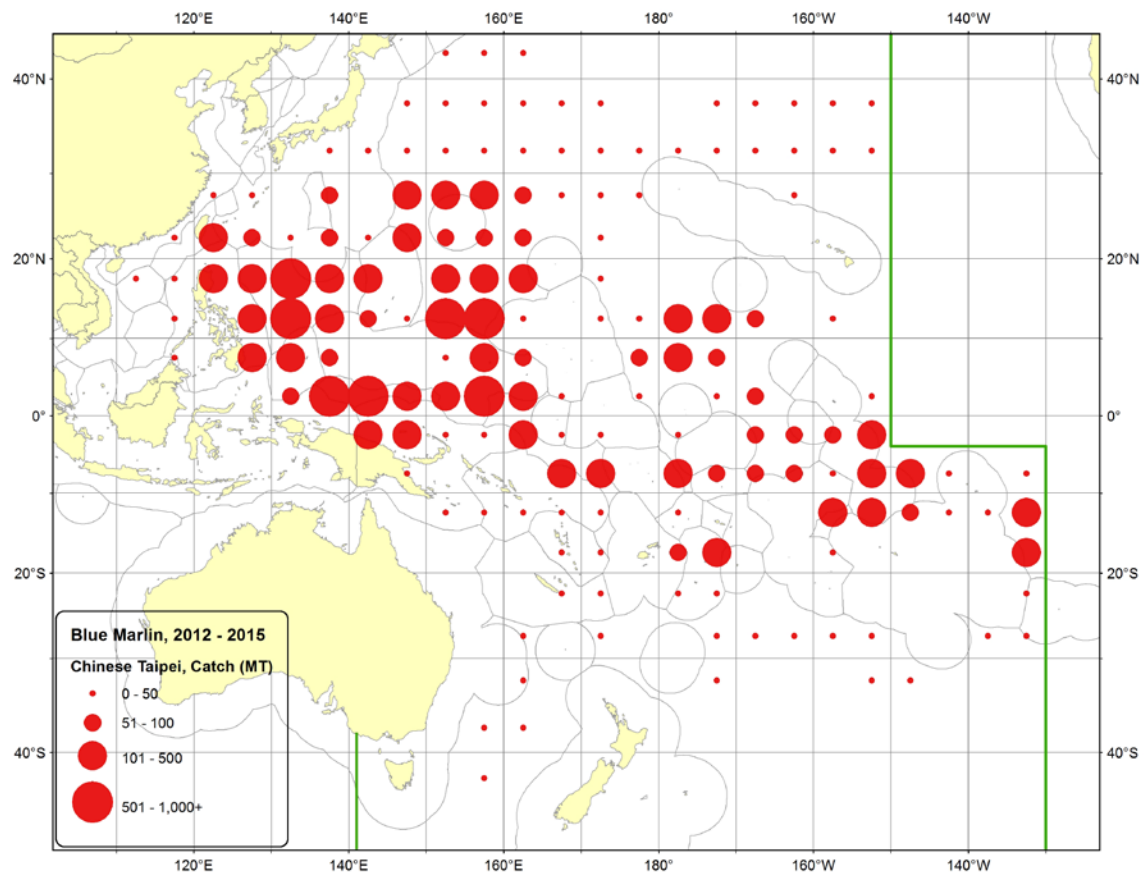 120°E 140°E 160°E 180° 160°W 140°W
40°N 40°N
20°N 20°N
0° 0°
20°S 20°S
Blue Marlin, 2012 - 2015
Chinese Taipei, Catch (MT)
0 - 50
51 - 100
101 - 500
501 - 1,000+
40°S 40°S
120°E 140°E 160°E 180° 160°W 140°W